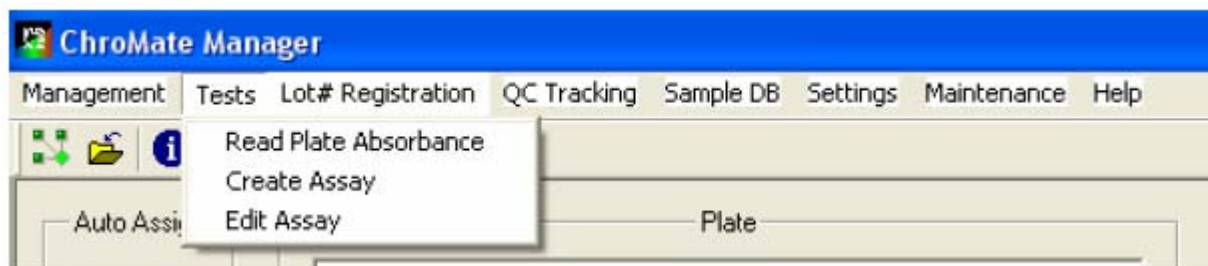 ChroMate Manager
Management Tests Lot# Registration QC Tracking Sample DB Settings Maintenance Help
Read Plate Absorbance
Create Assay
Edit Assay
Auto Plate